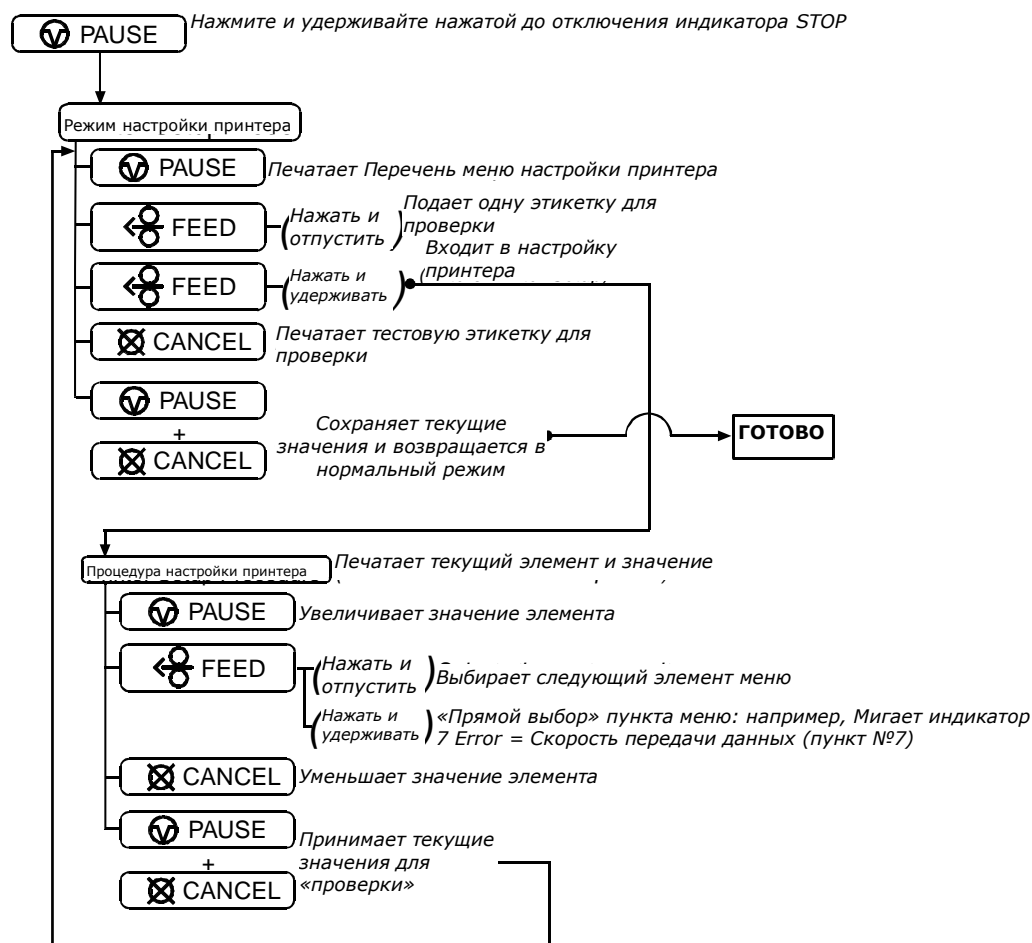 PAUSE
Нажмите и удерживайте нажатой до отключения индикатора STOP
Режим настройки принтера
PAUSE
Печатает Перечень меню настройки принтера
FEED
(Нажать и
отпустить)
Подает одну этикетку для
проверки
FEED
(Нажать и
удерживать)
Входит в настройку
принтера
CANCEL
Печатает тестовую этикетку для
проверки
PAUSE
+
CANCEL
Сохраняет текущие
значения и возвращается в
нормальный режим
ГОТОВО
Процедура настройки принтера
Печатает текущий элемент и значение
PAUSE
Увеличивает значение элемента
FEED
(Нажать и
отпустить)
Выбирает следующий элемент меню
(Нажать и
удерживать)
«Прямой выбор» пункта меню: например, Мигает индикатор
7 Error = Скорость передачи данных (пункт №7)
CANCEL
Уменьшает значение элемента
PAUSE
+
CANCEL
Принимает текущие
значения для
«проверки»